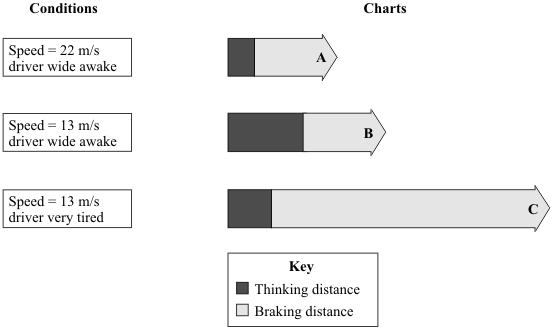 Conditions
Charts
Speed = 22 m/s
driver wide awake
A
Speed = 13 m/s
driver wide awake
B
Speed = 13 m/s
driver very tired
C
Key
Thinking distance
Braking distance